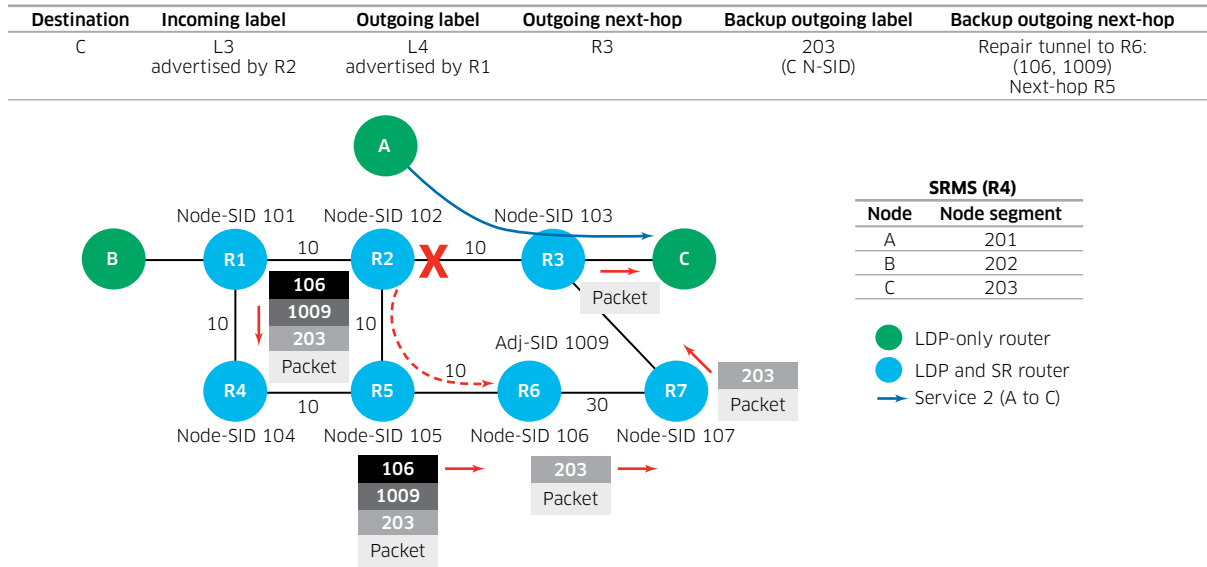 Destination Incoming label Outgoing label Outgoing next-hop Backup outgoing label Backup outgoing next-hop
C L3 L4 R3 203 Repair tunnel to R6:
advertised by R2 advertised by R1 (C N-SID) (106, 1009)
Next-hop R5
A
SRMS (R4)
Node Node segment
A 201
B 202
C 203
Node-SID 101 Node-SID 102 Node-SID 103
B R1 10 R2 X 10 R3 C
106
1009
203
Packet
Packet
10 10
Adj-SID 1009
LDP-only router
LDP and SR router
Service 2 (A to C)
R4 10 R5 10 R6 30 R7
203
Packet
Node-SID 104 Node-SID 105 Node-SID 106 Node-SID 107
106
1009
203
Packet
203
Packet